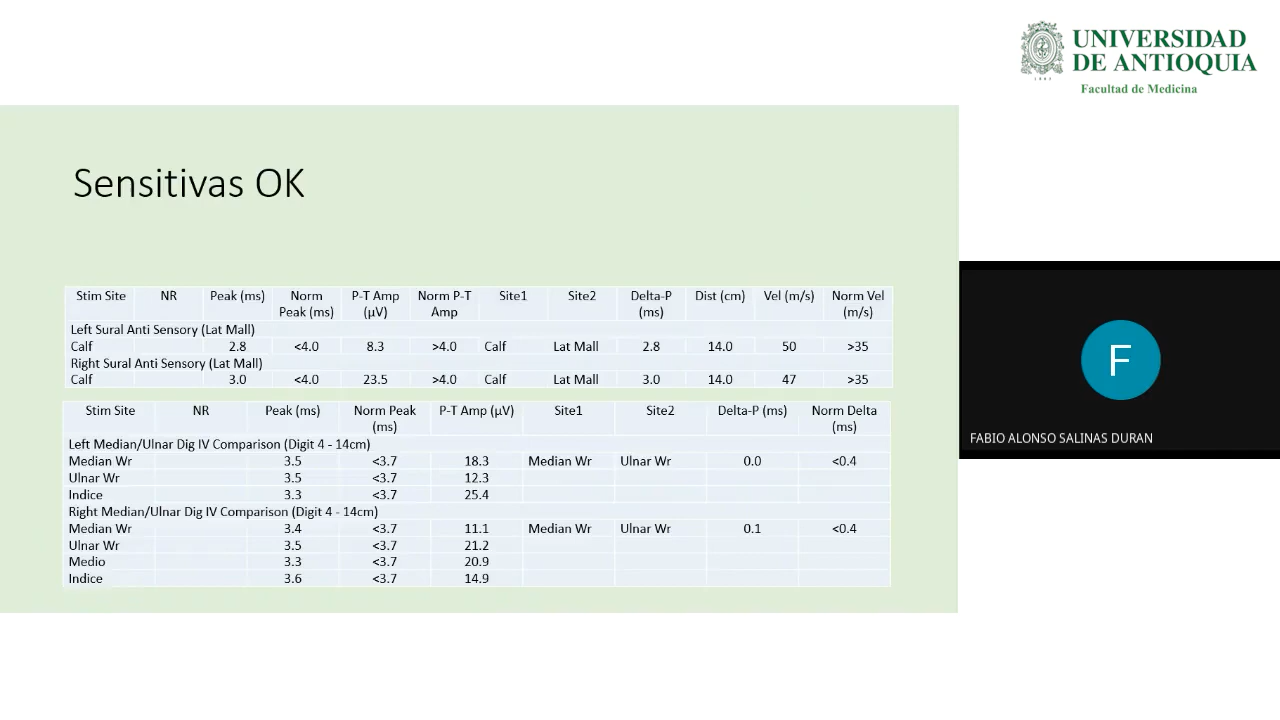 UNIVERSIDAD
DE ANTIOQUIA
1803
Facultad de Medicina
Sensitivas OK
Stim Site NR Peak (ms) Norm Peak (ms) P-T Amp (µV) Norm P-T Amp Site1 Site2 Delta-P (ms) Dist (cm) Vel (m/s) Norm Vel (m/s)
Left Sural Anti Sensory (Lat Mall)
Calf 2.8 <4.0 8.3 >4.0 Calf Lat Mall 2.8 14.0 50 >35
Right Sural Anti Sensory (Lat Mall)
Calf 3.0 <4.0 23.5 >4.0 Calf Lat Mall 3.0 14.0 47 >35
Stim Site NR Peak (ms) Norm Peak (ms) P-T Amp (µV) Site1 Site2 Delta-P (ms) Norm Delta (ms)
Left Median/Ulnar Dig IV Comparison (Digit 4 - 14cm)
Median Wr 3.5 <3.7 18.3 Median Wr Ulnar Wr 0.0 <0.4
Ulnar Wr 3.5 <3.7 12.3
Indice 3.3 <3.7 25.4
Right Median/Ulnar Dig IV Comparison (Digit 4 - 14cm)
Median Wr 3.4 <3.7 11.1 Median Wr Ulnar Wr 0.1 <0.4
Ulnar Wr 3.5 <3.7 21.2
Medio 3.3 <3.7 20.9
Indice 3.6 <3.7 14.9
F
FABIO ALONSO SALINAS DURAN